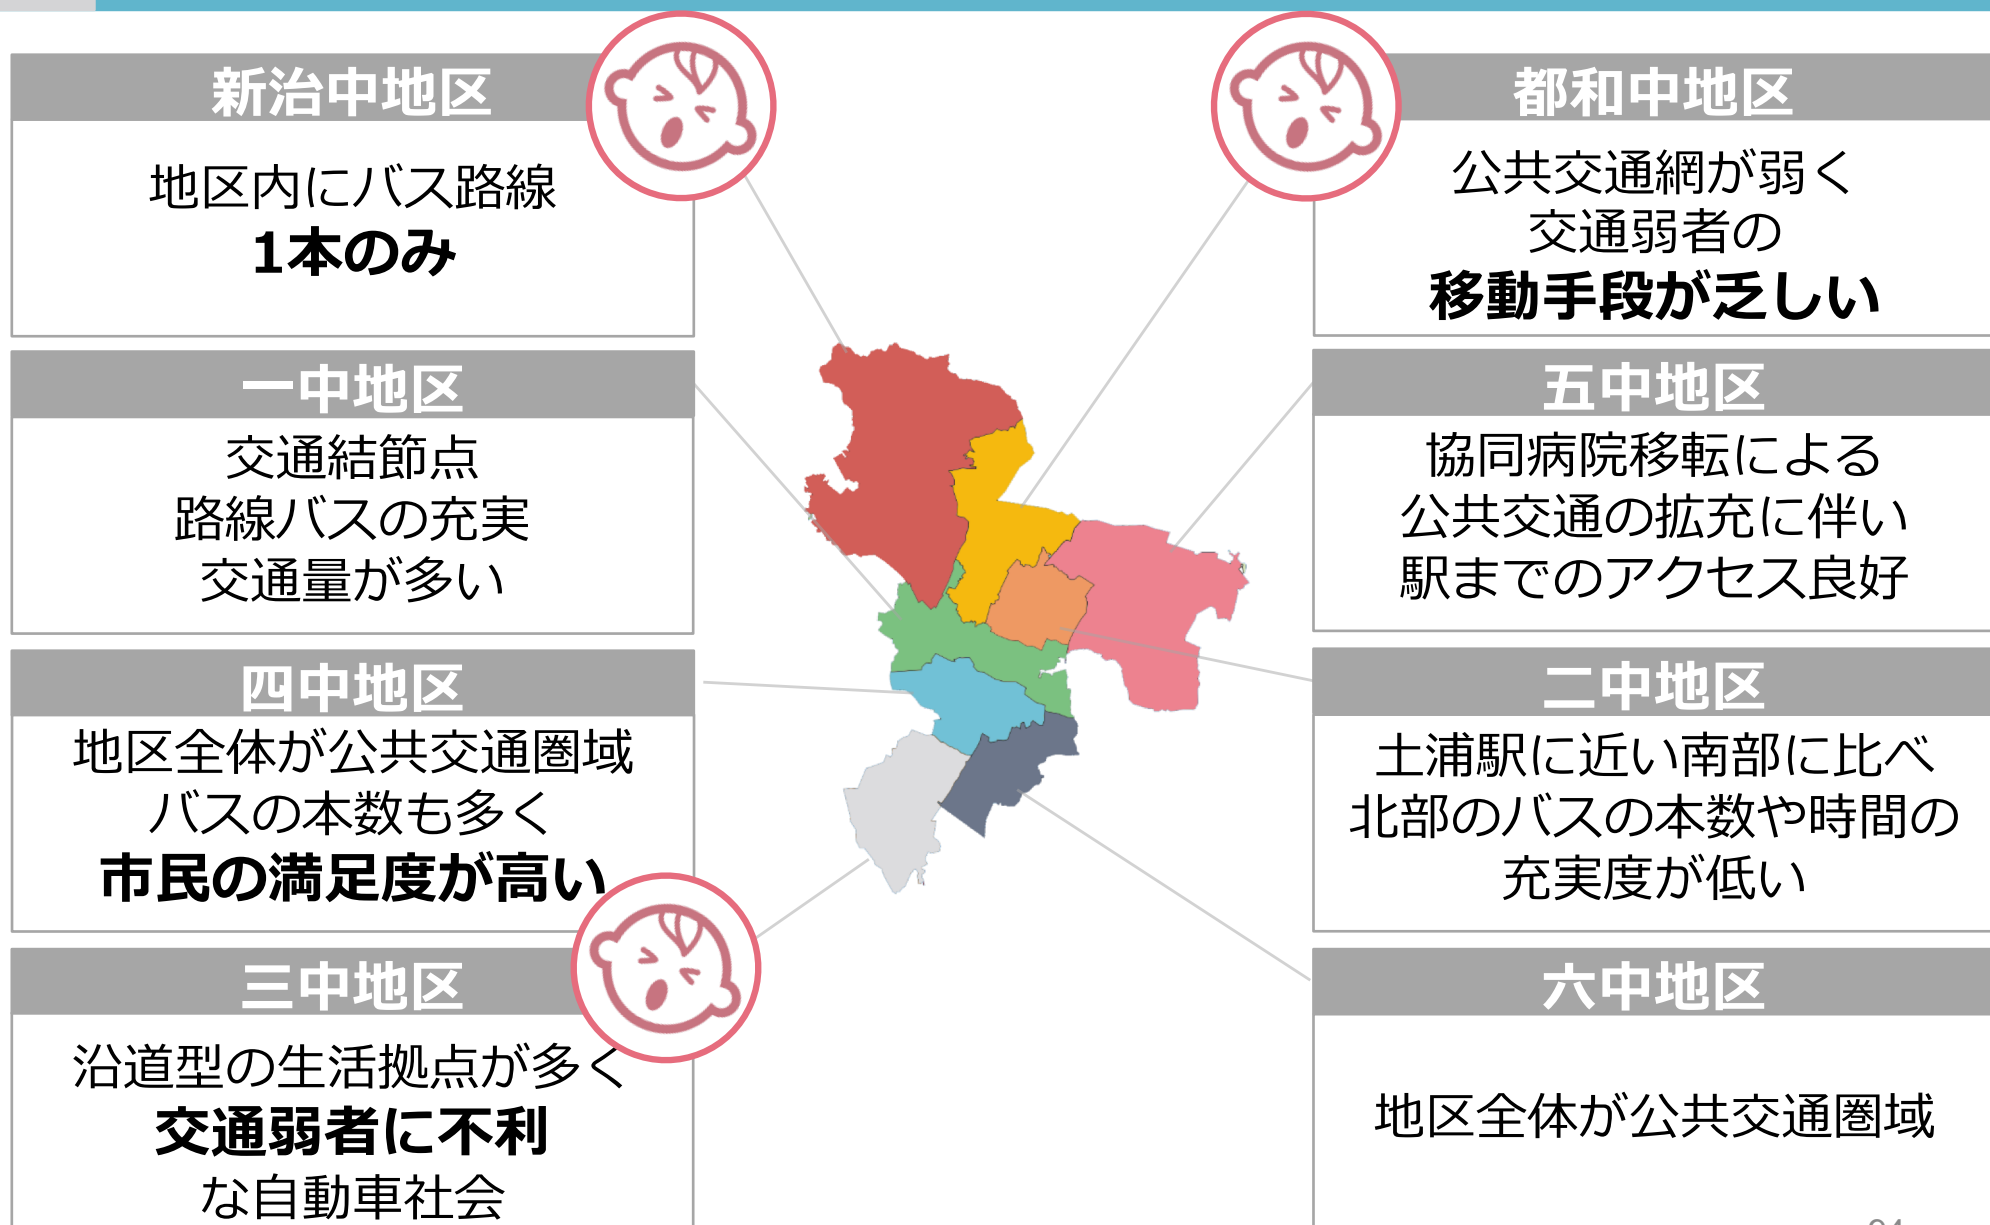 新治中地区
地区内にバス路線
1本のみ
一中地区
交通結節点
路線バスの充実
交通量が多い
四中地区
地区全体が公共交通圏域
バスの本数も多く
市民の満足度が高い
三中地区
沿道型の生活拠点が多く
交通弱者に不利
な自動車社会
都和中地区
公共交通網が弱く
交通弱者の
移動手段が乏しい
五中地区
協同病院移転による
公共交通の拡充に伴い
駅までのアクセス良好
二中地区
土浦駅に近い南部に比べ
北部のバスの本数や時間の
充実度が低い
六中地区
地区全体が公共交通圏域